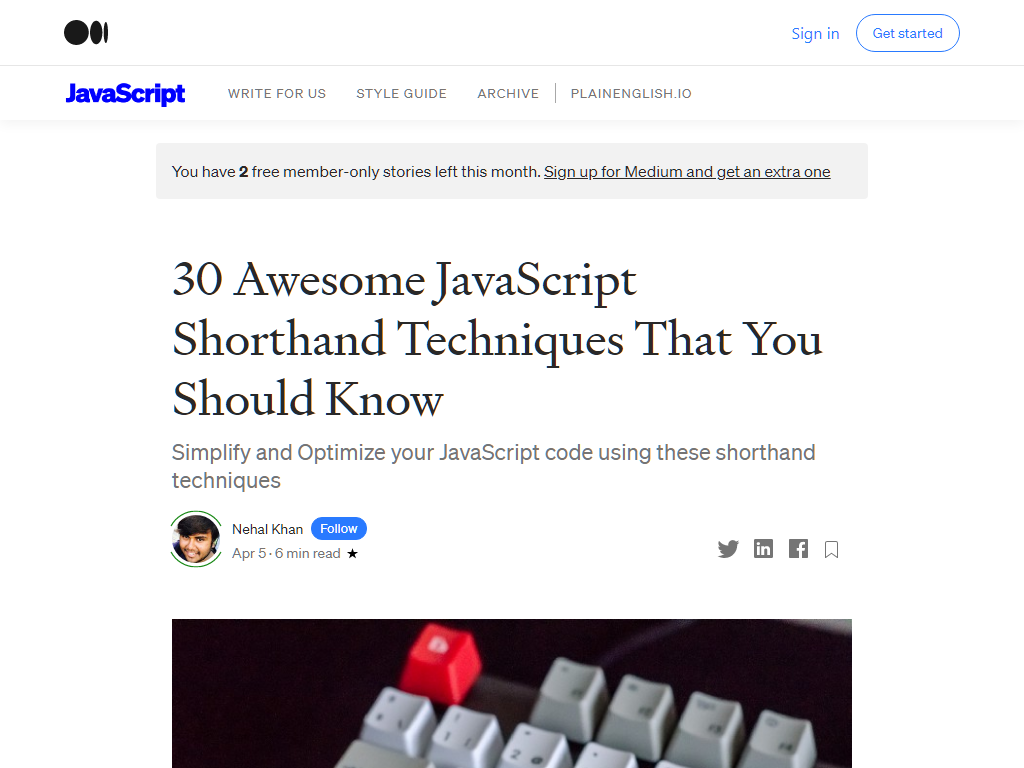 Sign in
Get started
JavaScript
WRITE FOR US
STYLE GUIDE
ARCHIVE
PLAINENGLISH.IO
You have 2 free member-only stories left this month. Sign up for Medium and get an extra one
30 Awesome JavaScript
Shorthand Techniques That You
Should Know
Simplify and Optimize your JavaScript code using these shorthand
techniques
Nehal Khan
Follow
Apr 5 · 6 min read ★